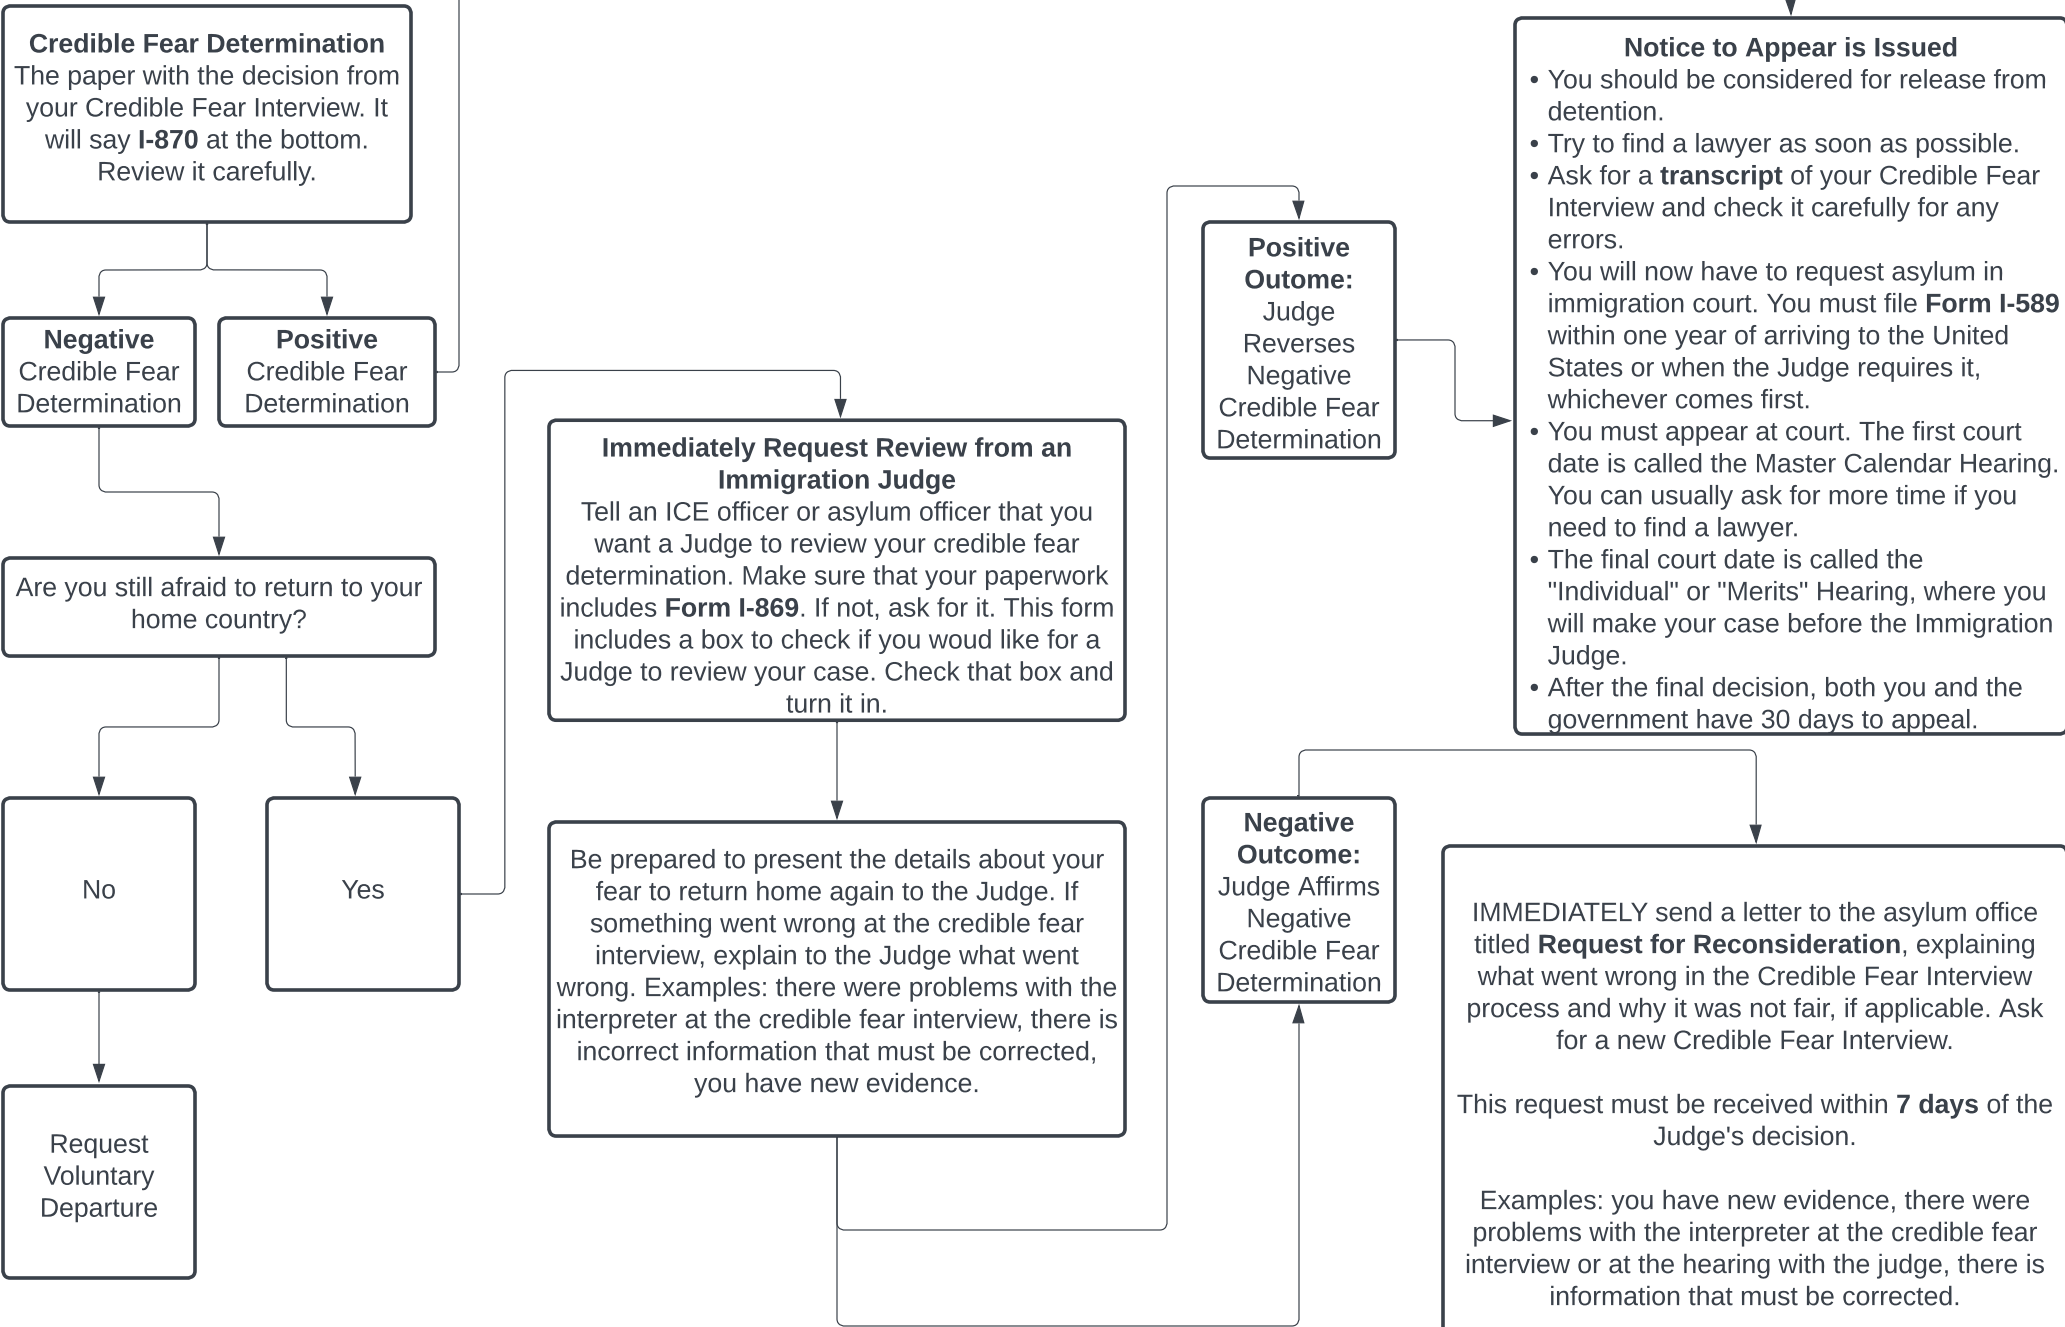 Credible Fear Determination
The paper with the decision from
your Credible Fear Interview. It
will say I-870 at the bottom.
Review it carefully.
Negative
Credible Fear
Determination
Positive
Credible Fear
Determination
Are you still afraid to return to your
home country?
No
Yes
Request
Voluntary
Departure
Immediately Request Review from an
Immigration Judge
Tell an ICE officer or asylum officer that you
want a Judge to review your credible fear
determination. Make sure that your paperwork
includes Form I-869. If not, ask for it. This form
includes a box to check if you woud like for a
Judge to review your case. Check that box and
turn it in.
Be prepared to present the details about your
fear to return home again to the Judge. If
something went wrong at the credible fear
interview, explain to the Judge what went
wrong. Examples: there were problems with the
interpreter at the credible fear interview, there is
incorrect information that must be corrected,
you have new evidence.
Positive
Outome:
Judge
Reverses
Negative
Credible Fear
Determination
Negative
Outcome:
Judge Affirms
Negative
Credible Fear
Determination
Notice to Appear is Issued
• You should be considered for release from
detention.
• Try to find a lawyer as soon as possible.
• Ask for a transcript of your Credible Fear
Interview and check it carefully for any
errors.
• You will now have to request asylum in
immigration court. You must file Form I-589
within one year of arriving to the United
States or when the Judge requires it,
whichever comes first.
• You must appear at court. The first court
date is called the Master Calendar Hearing.
You can usually ask for more time if you
need to find a lawyer.
• The final court date is called the
"Individual" or "Merits" Hearing, where you
will make your case before the Immigration
Judge.
• After the final decision, both you and the
government have 30 days to appeal.
IMMEDIATELY send a letter to the asylum office
titled Request for Reconsideration, explaining
what went wrong in the Credible Fear Interview
process and why it was not fair, if applicable. Ask
for a new Credible Fear Interview.
This request must be received within 7 days of the
Judge's decision.
Examples: you have new evidence, there were
problems with the interpreter at the credible fear
interview or at the hearing with the judge, there is
information that must be corrected.